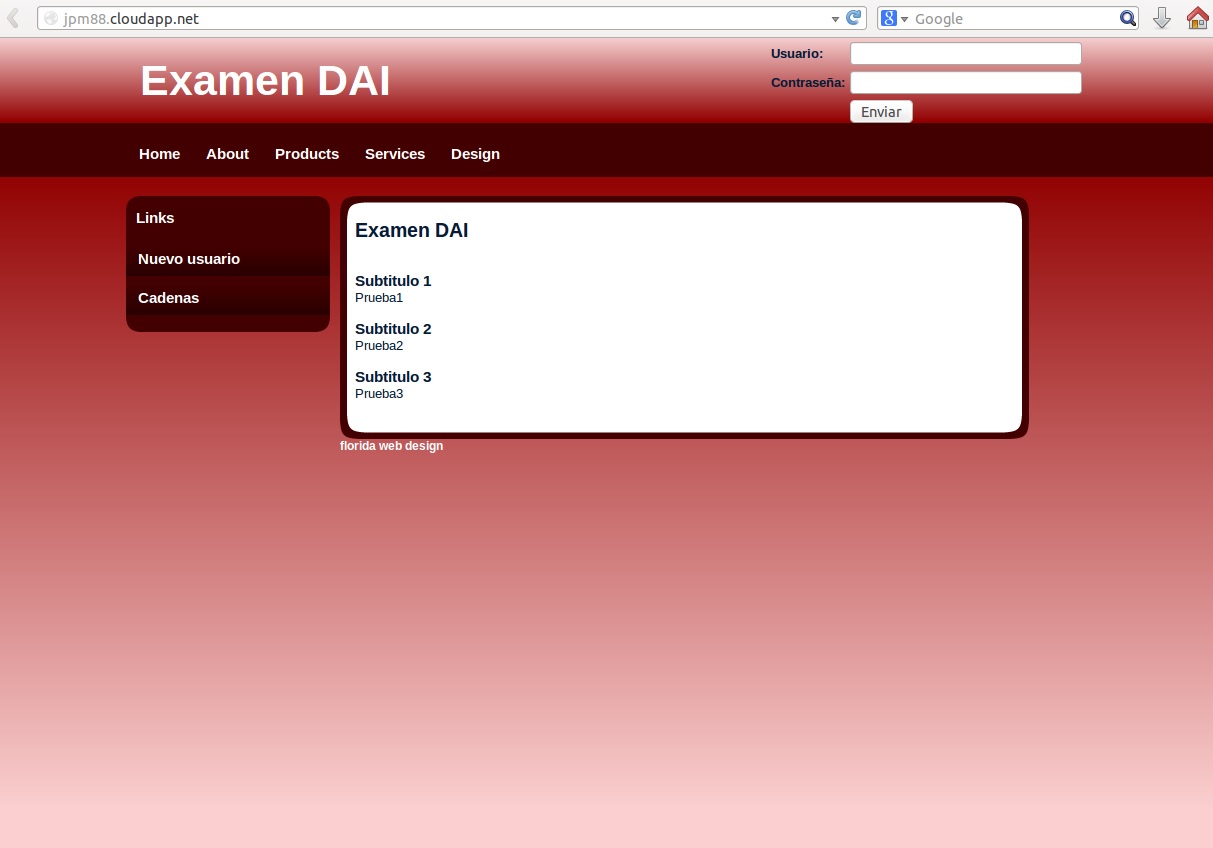 jpm88.cloudapp.net
Google
Examen DAI
Usuario:
Contraseña:
Enviar
Home About Products Services Design
Links
Nuevo usuario
Cadenas
Examen DAI
Subtitulo 1
Prueba1
Subtitulo 2
Prueba2
Subtitulo 3
Prueba3
florida web design